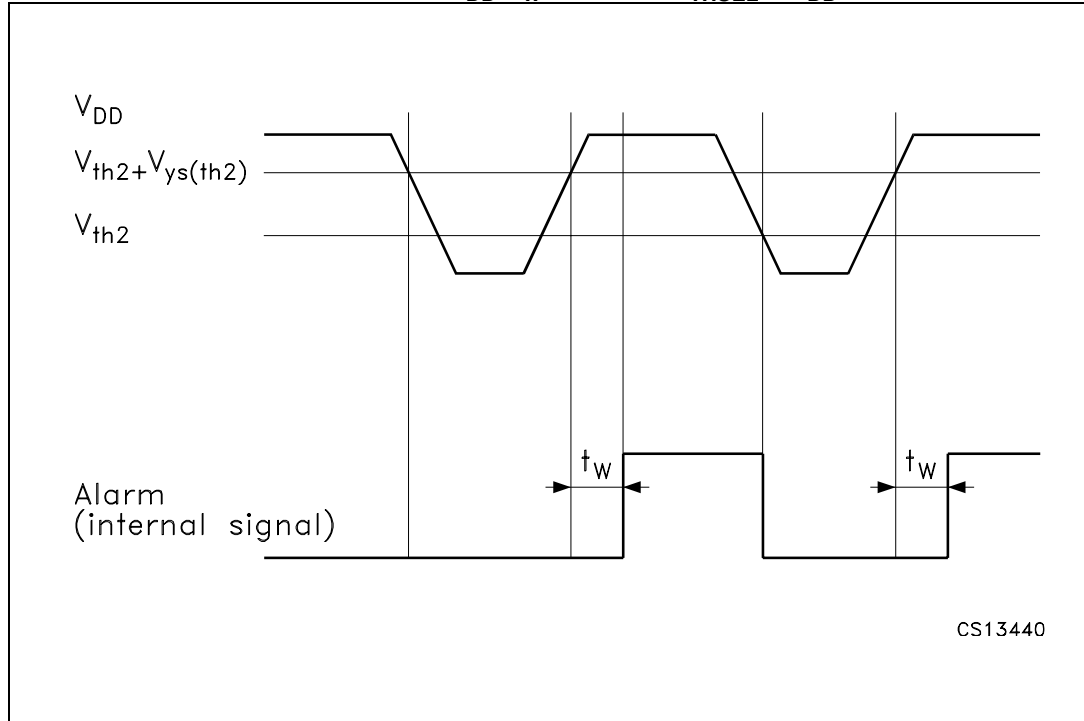 V_DD
V_th2+V_ys(th2)
V_th2
t_W
t_W
Alarm
(internal signal)
CS13440